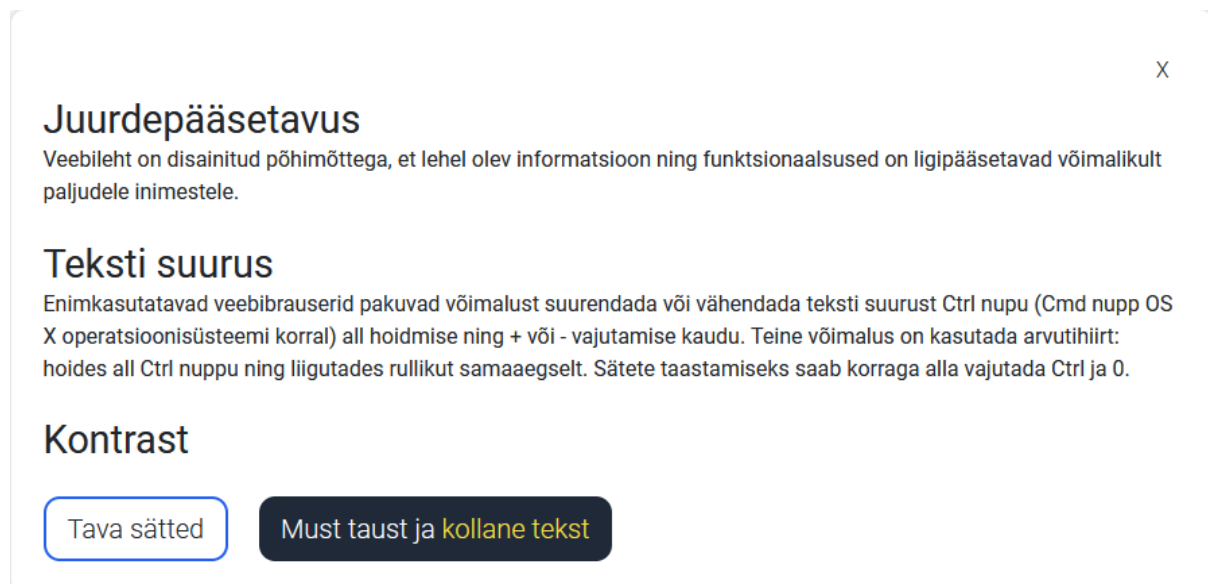 X
Juurdepääsetavus
Veebileht on disainitud põhimõttega, et lehel olev informatsioon ning funktsionaalsused on ligipääsetavad võimalikult
paljudele inimestele.
Teksti suurus
Enimkasutatavad veebibrauserid pakuvad võimalust suurendada või vähendada teksti suurust Ctrl nupu (Cmd nupp OS
X operatsioonisüsteemi korral) all hoidmise ning + või - vajutamise kaudu. Teine võimalus on kasutada arvutihiirt:
hoides all Ctrl nuppu ning liigutades rullikut samaaegselt. Sätete taastamiseks saab korraga alla vajutada Ctrl ja 0.
Kontrast
Tava sätted Must taust ja kollane tekst